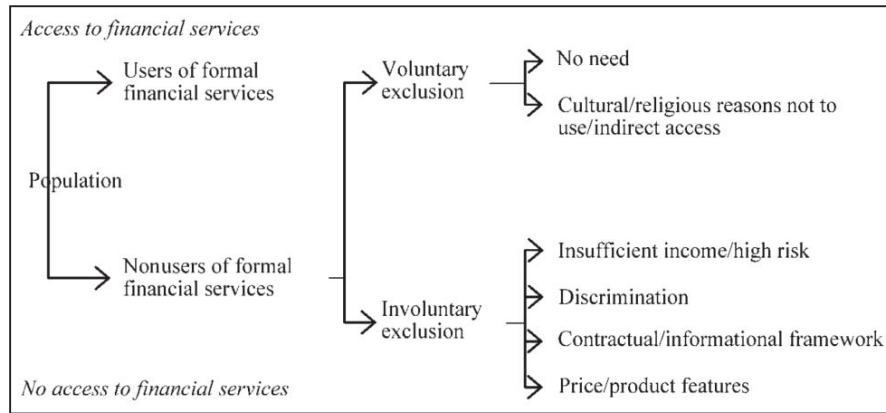 Access to financial services
Users of formal
financial services
Voluntary
exclusion
No need
Cultural/religious reasons not to
use/indirect access
Population
Nonusers of formal
financial services
Involuntary
exclusion
Insufficient income/high risk
Discrimination
Contractual/informational framework
Price/product features
No access to financial services